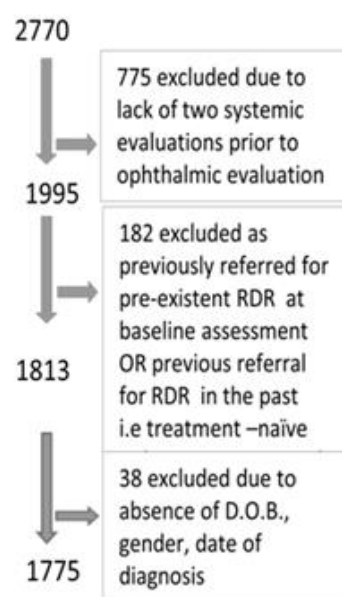 2770
775 excluded due to
lack of two systemic
evaluations prior to
ophthalmic evaluation
1995
182 excluded as
previously referred for
pre-existent RDR at
baseline assessment
OR previous referral
for RDR in the past
i.e treatment –naïve
1813
38 excluded due to
absence of D.O.B.,
gender, date of
diagnosis
1775